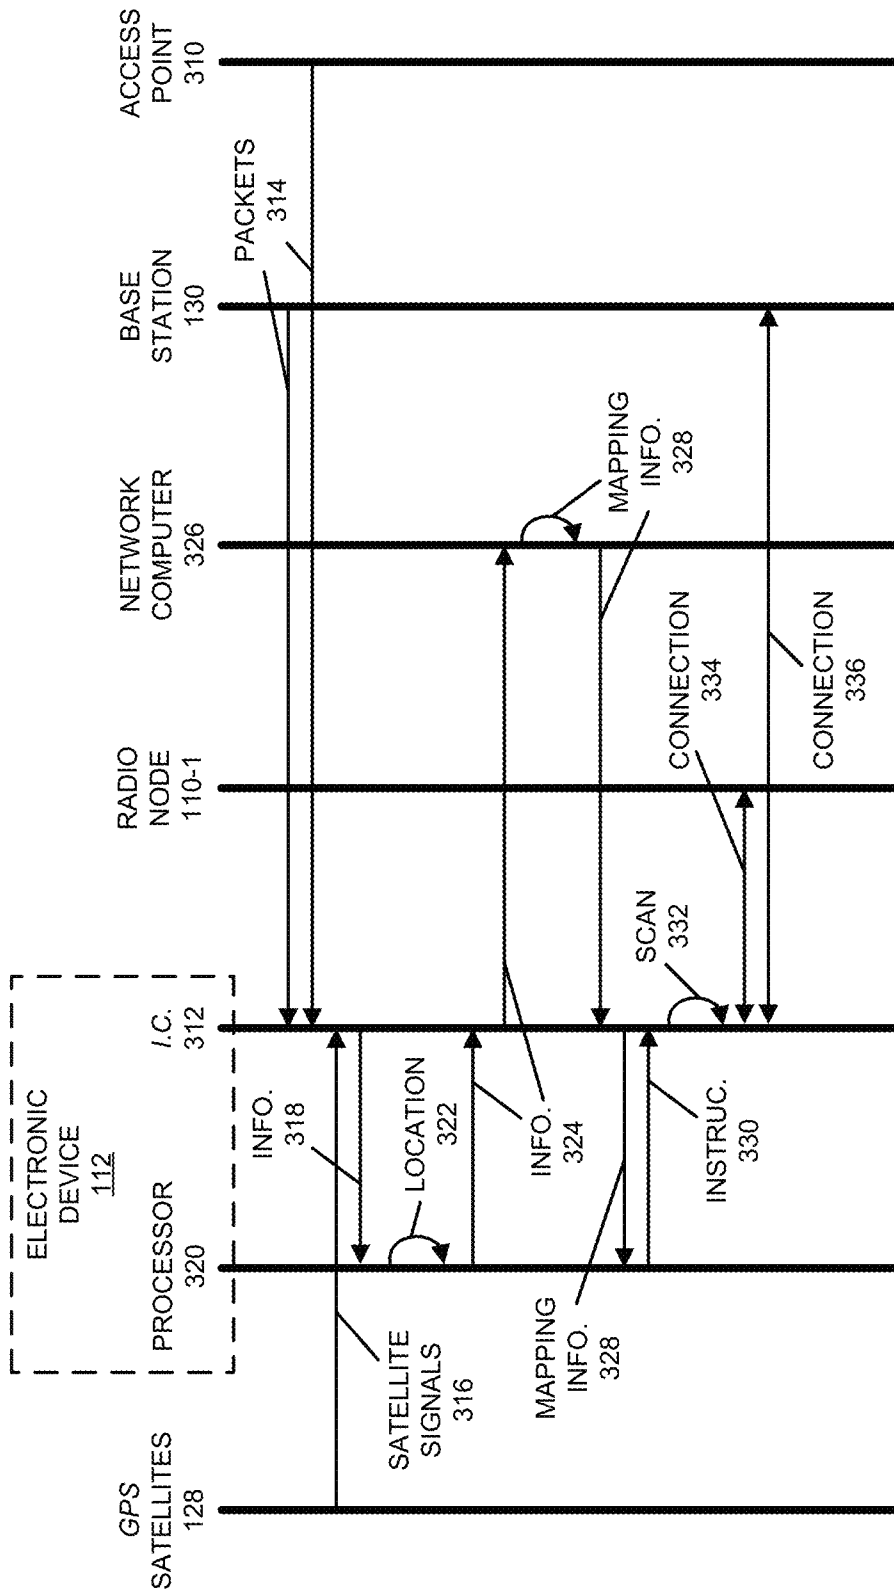 ELECTRONIC
DEVICE
112
GPS
SATELLITES
128
PROCESSOR
320
I.C.
312
RADIO
NODE
110-1
NETWORK
COMPUTER
326
BASE
STATION
130
ACCESS
POINT
310
PACKETS
314
SATELLITE
SIGNALS
316
INFO.
318
LOCATION
322
INFO.
324
MAPPING
INFO.
328
MAPPING
INFO.
328
INSTRUC.
330
SCAN
332
CONNECTION
334
CONNECTION
336